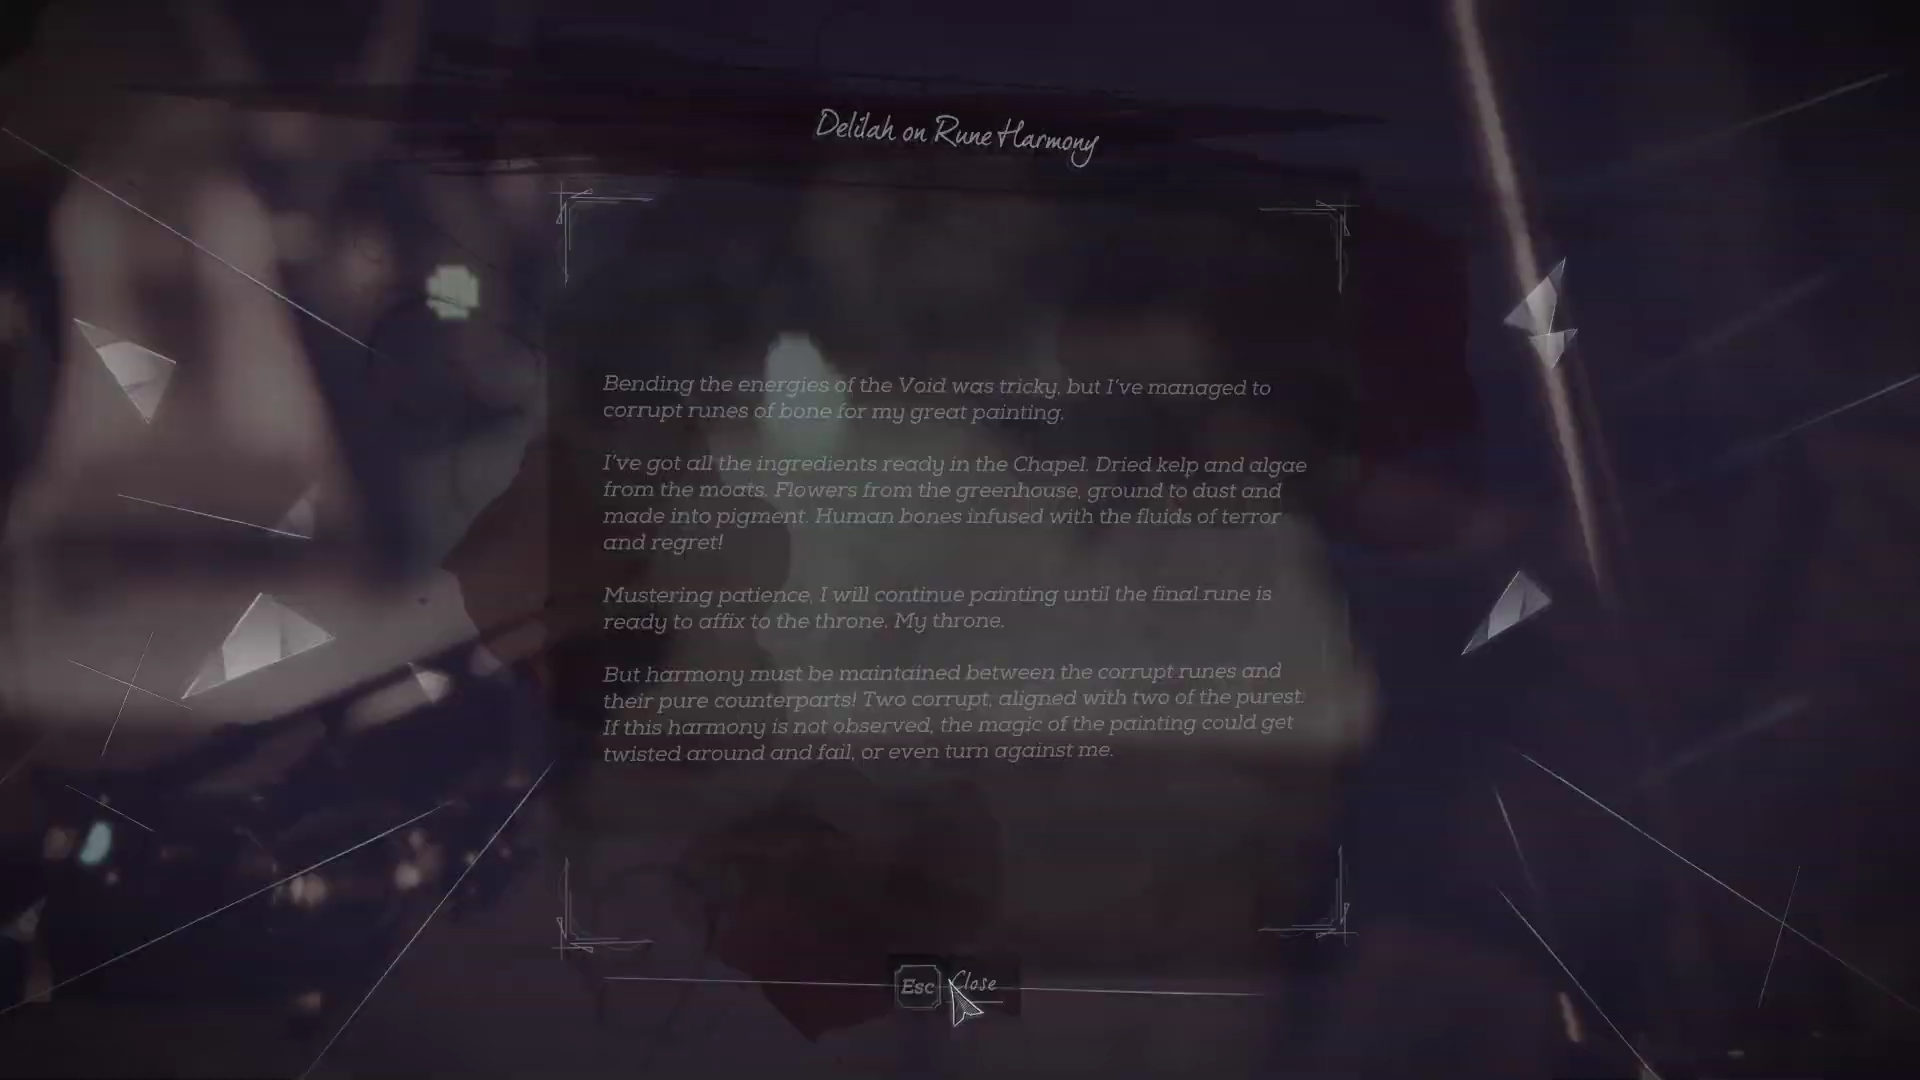 Delilah on Rune Harmony
Bending the energies of the Void was tricky, but I've managed to
corrupt runes of bone for my great painting.
I've got all the ingredients ready in the Chapel. Dried kelp and algae
from the moats. Flowers from the greenhouse, ground to dust and
made into pigment. Human bones infused with the fluids of terror
and regret!
Mustering patience, I will continue painting until the final rune is
ready to affix to the throne. My throne.
But harmony must be maintained between the corrupt runes and
their pure counterparts! Two corrupt, aligned with two of the purest.
If this harmony is not observed, the magic of the painting could get
twisted around and fail, or even turn against me.
Esc Close